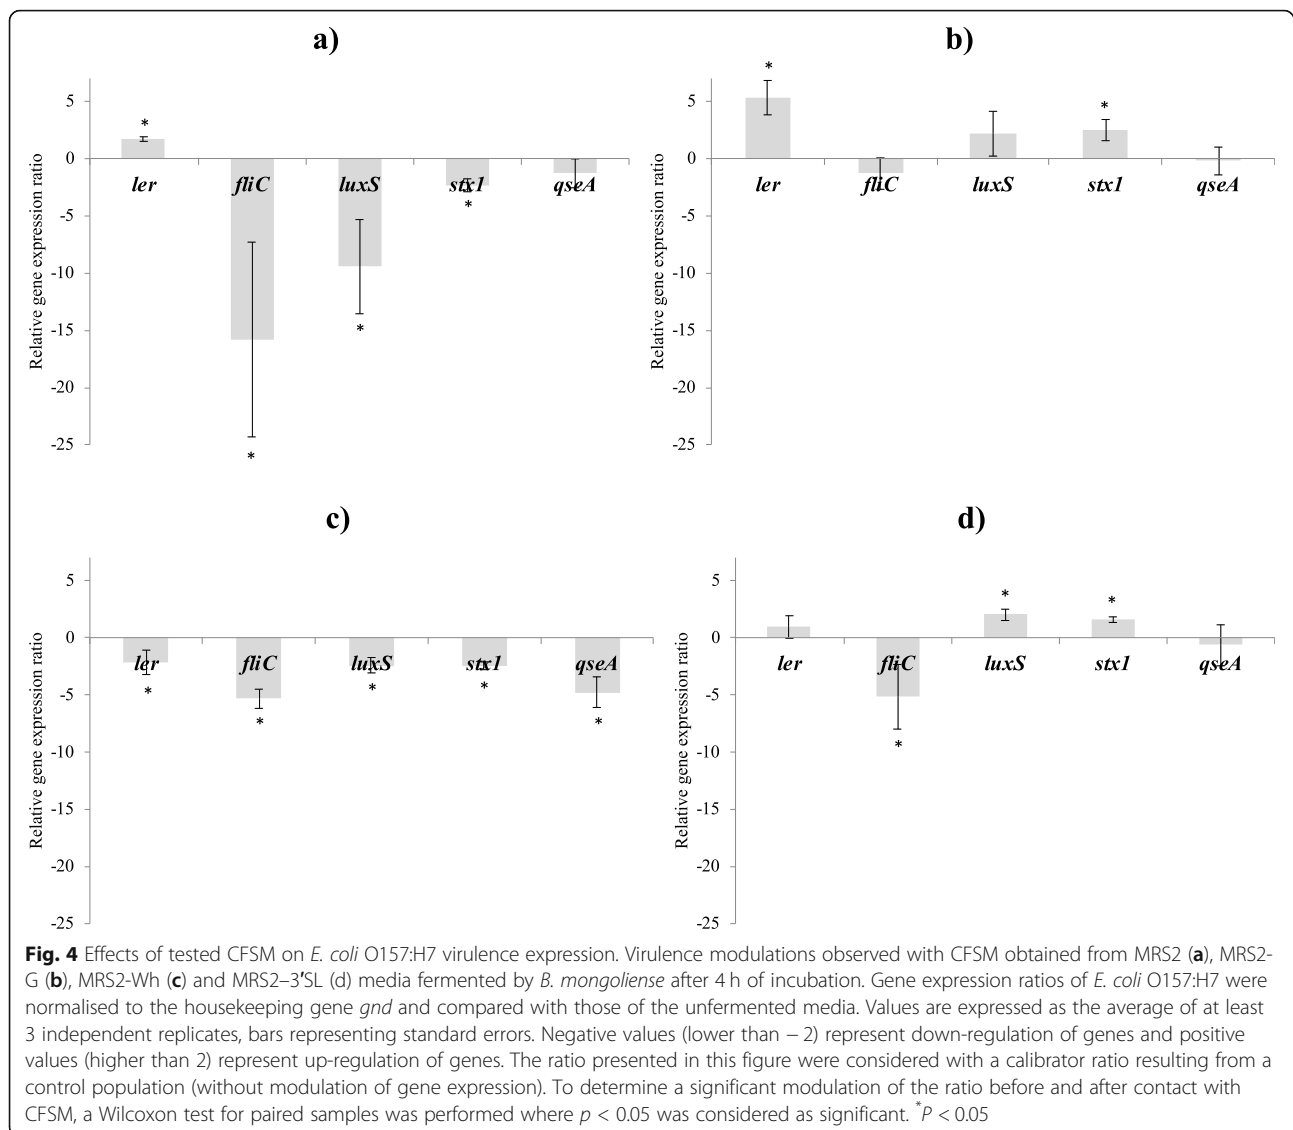 a)
*
5
0
-5
-10
-15
-20
-25
Relative gene expression ratio
ler fliC luxS stx1 qseA
*
*
*
b)
*
*
5
0
-5
-10
-15
-20
-25
Relative gene expression ratio
ler fliC luxS stx1 qseA
c)
5
0
-5
-10
-15
-20
-25
Relative gene expression ratio
ler fliC luxS stx1 qseA
* * * * *
d)
* *
5
0
-5
-10
-15
-20
-25
Relative gene expression ratio
ler fliC luxS stx1 qseA
*
Fig. 4 Effects of tested CFSM on E. coli O157:H7 virulence expression. Virulence modulations observed with CFSM obtained from MRS2 (a), MRS2-
G (b), MRS2-Wh (c) and MRS2–3′SL (d) media fermented by B. mongoliense after 4 h of incubation. Gene expression ratios of E. coli O157:H7 were
normalised to the housekeeping gene gnd and compared with those of the unfermented media. Values are expressed as the average of at least
3 independent replicates, bars representing standard errors. Negative values (lower than − 2) represent down-regulation of genes and positive
values (higher than 2) represent up-regulation of genes. The ratio presented in this figure were considered with a calibrator ratio resulting from a
control population (without modulation of gene expression). To determine a significant modulation of the ratio before and after contact with
CFSM, a Wilcoxon test for paired samples was performed where p < 0.05 was considered as significant. *P < 0.05